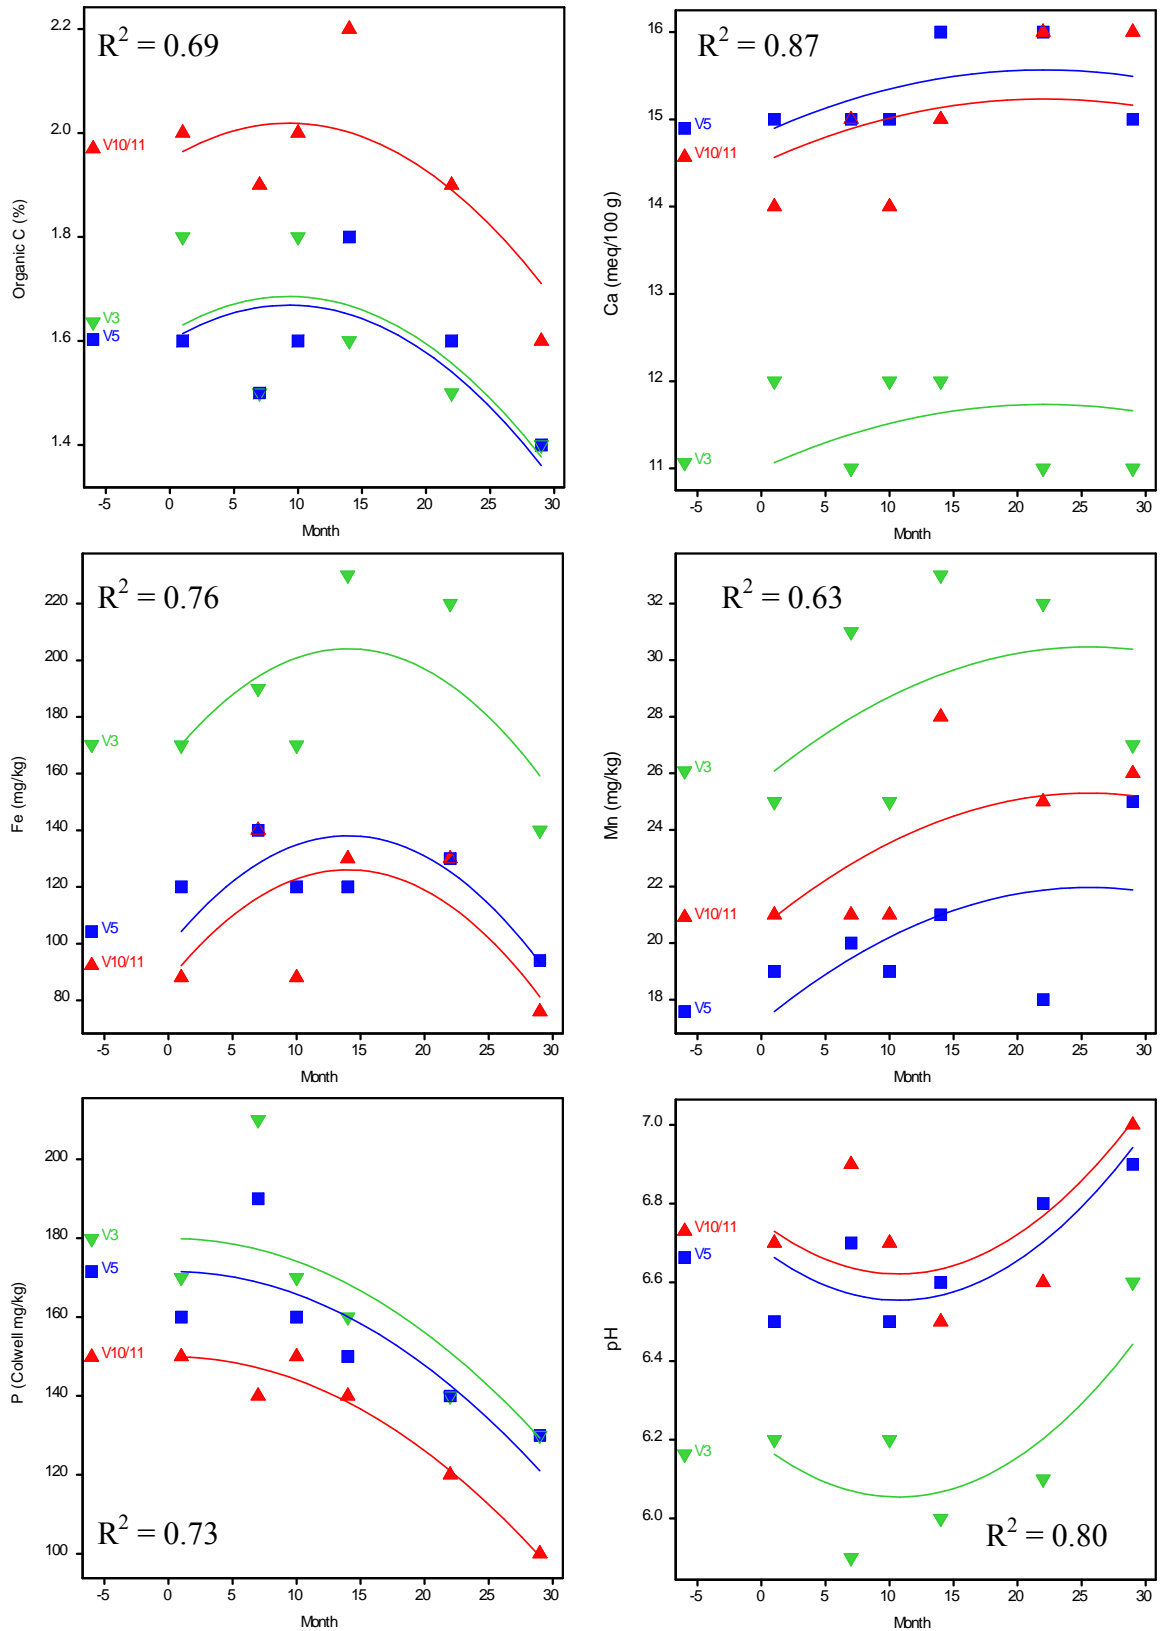 R² = 0.69
2.2
2.0
1.8
1.6
1.4
Organic C (%)
V10/11
V3
V5
-5 0 5 10 15 20 25 30
Month
R² = 0.87
16
15
14
13
12
11
Ca (meq/100 g)
V5
V10/11
V3
-5 0 5 10 15 20 25 30
Month
R² = 0.76
220
200
180
160
140
120
100
80
Fe (mg/kg)
V3
V5
V10/11
-5 0 5 10 15 20 25 30
Month
R² = 0.63
32
30
28
26
24
22
20
18
Mn (mg/kg)
V3
V10/11
V5
-5 0 5 10 15 20 25 30
Month
200
180
160
140
120
100
P (Colwell mg/kg)
V3
V5
V10/11
R² = 0.73
-5 0 5 10 15 20 25 30
Month
7.0
6.8
6.6
6.4
6.2
6.0
pH
V10/11
V5
V3
R² = 0.80
-5 0 5 10 15 20 25 30
Month